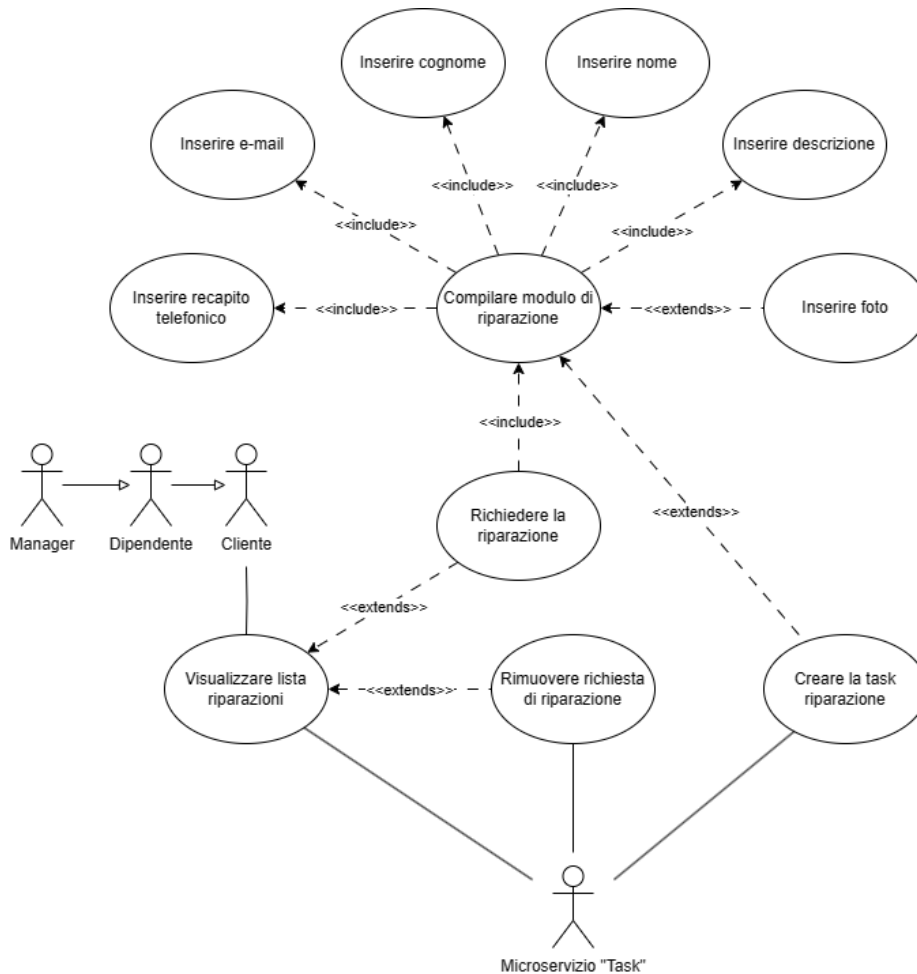 Inserire cognome
Inserire nome
Inserire e-mail
Inserire descrizione
<<include>>
<<include>>
<<include>>
<<include>>
Inserire recapito
telefonico
<<include>>
Compilare modulo di
riparazione
<<extends>>
Inserire foto
<<include>>
Manager
Dipendente
Cliente
Richiedere la
riparazione
<<extends>>
<<extends>>
Visualizzare lista
riparazioni
<<extends>>
Rimuovere richiesta
di riparazione
Creare la task
riparazione
Microservizio "Task"